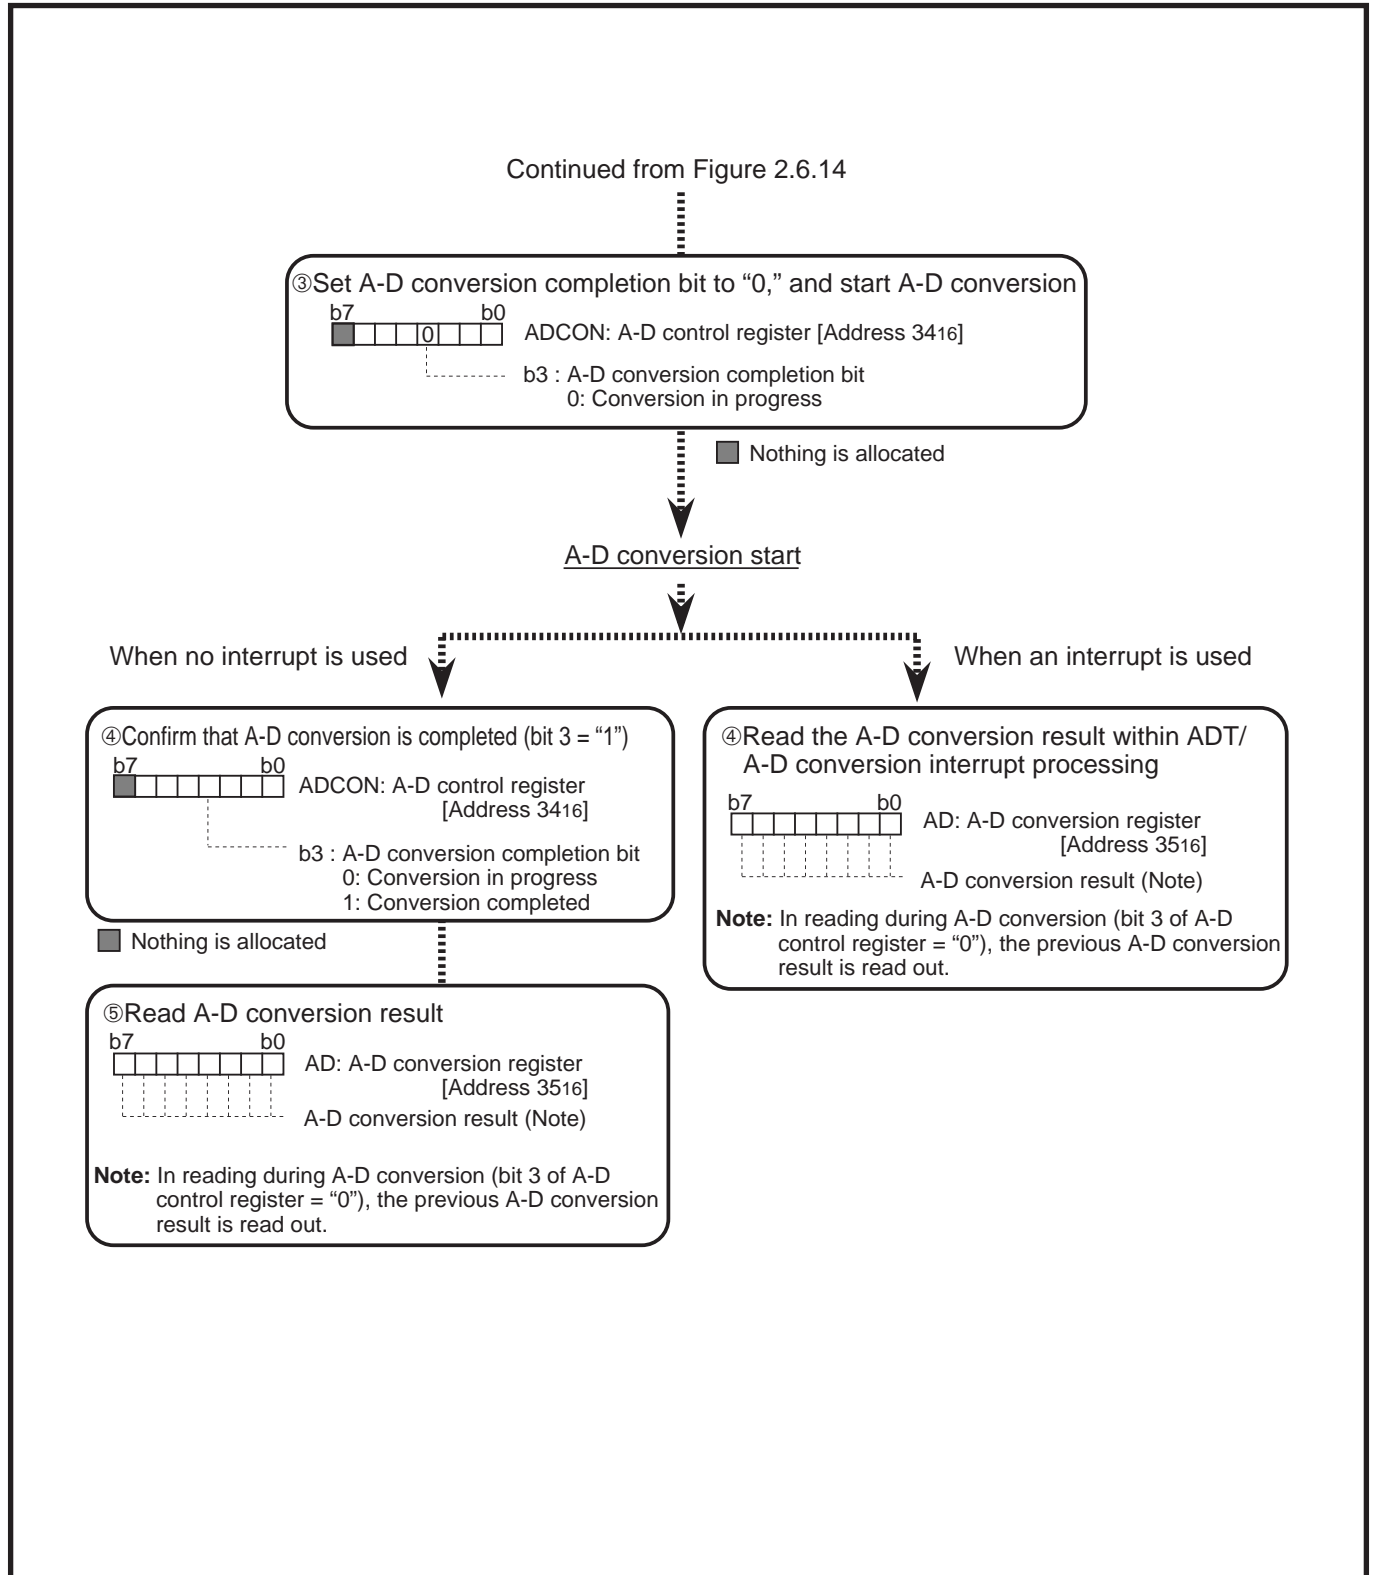 Continued from Figure 2.6.14
③Set A-D conversion completion bit to “0,” and start A-D conversion
b7 b0
0
ADCON: A-D control register [Address 3416]
b3 : A-D conversion completion bit
0: Conversion in progress
Nothing is allocated
A-D conversion start
When no interrupt is used
When an interrupt is used
④Confirm that A-D conversion is completed (bit 3 = “1”)
b7 b0
ADCON: A-D control register
[Address 3416]
b3 : A-D conversion completion bit
0: Conversion in progress
1: Conversion completed
Nothing is allocated
④Read the A-D conversion result within ADT/
A-D conversion interrupt processing
b7 b0
AD: A-D conversion register
[Address 3516]
A-D conversion result (Note)
Note: In reading during A-D conversion (bit 3 of A-D
control register = “0”), the previous A-D conversion
result is read out.
⑤Read A-D conversion result
b7 b0
AD: A-D conversion register
[Address 3516]
A-D conversion result (Note)
Note: In reading during A-D conversion (bit 3 of A-D
control register = “0”), the previous A-D conversion
result is read out.